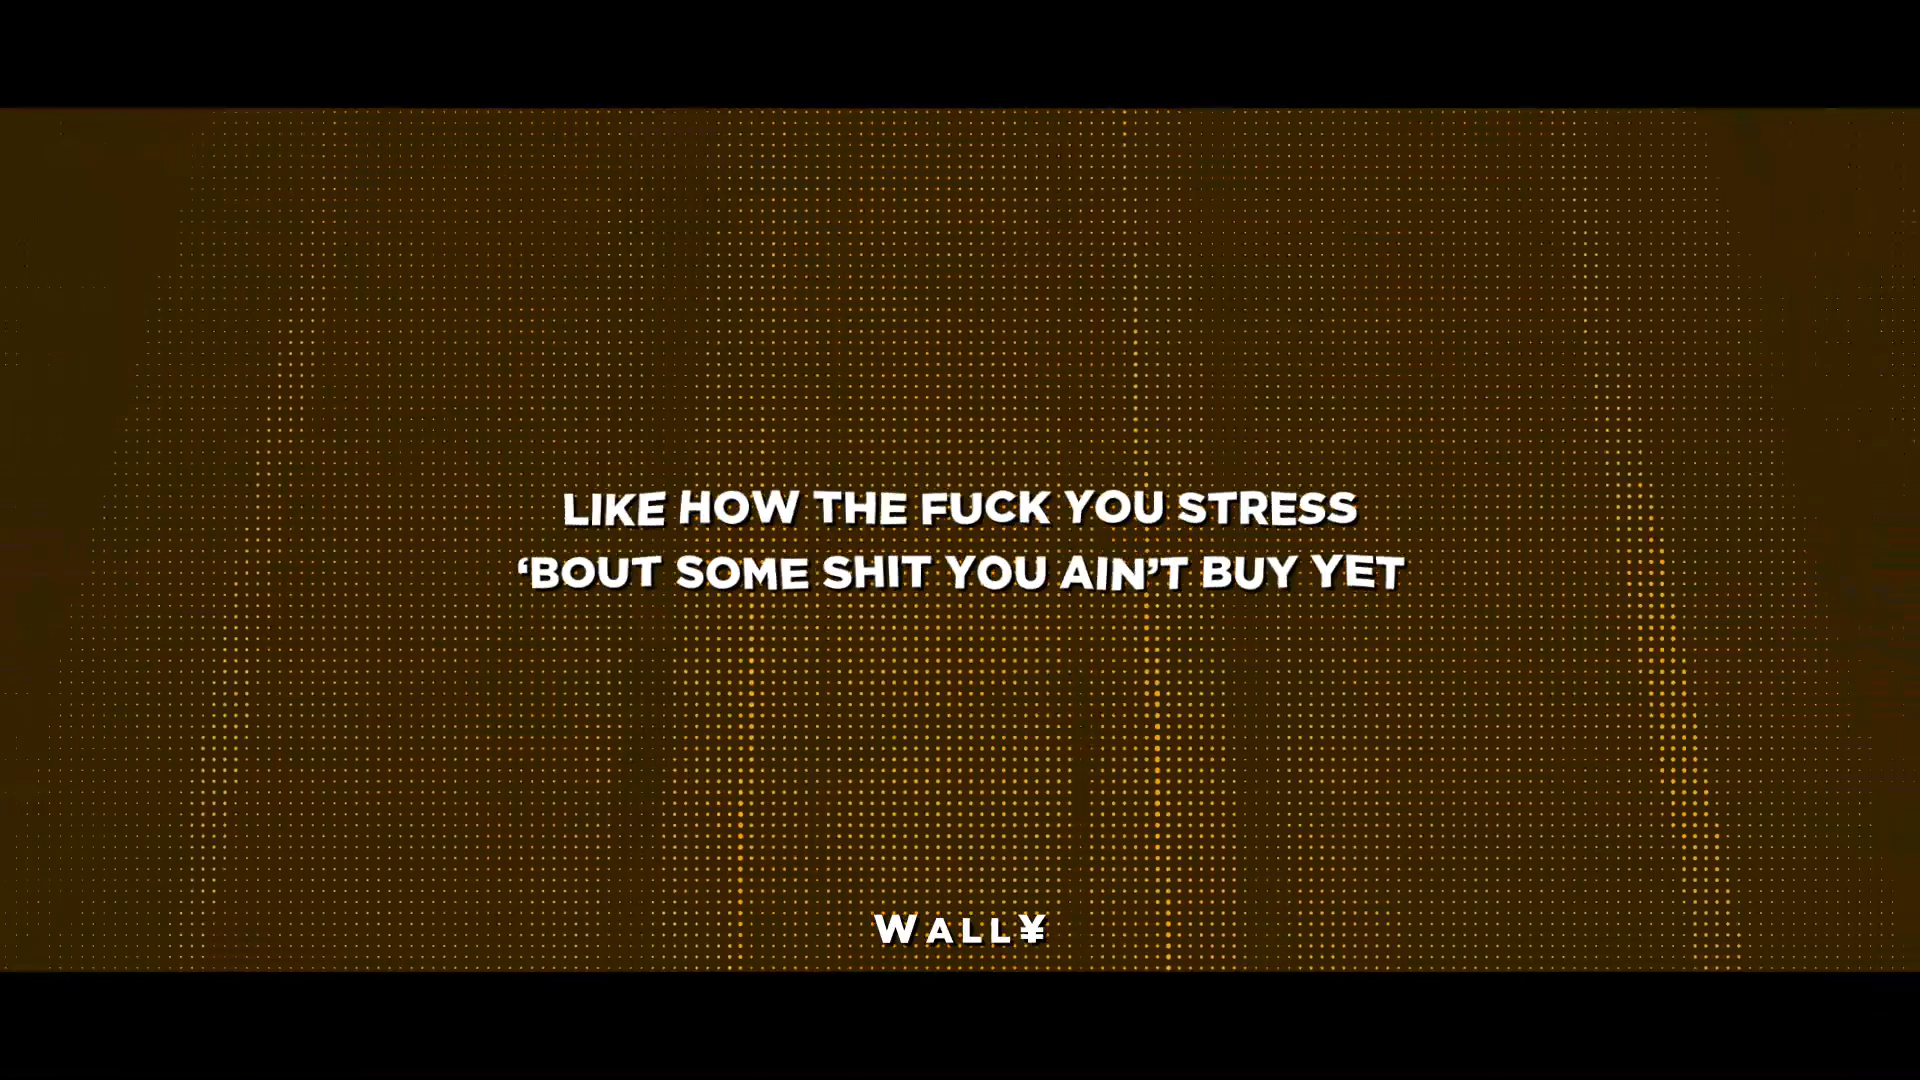 LIKE HOW THE FUCK YOU STRESS
‘BOUT SOME SHIT YOU AIN’T BUY YET
WALL¥